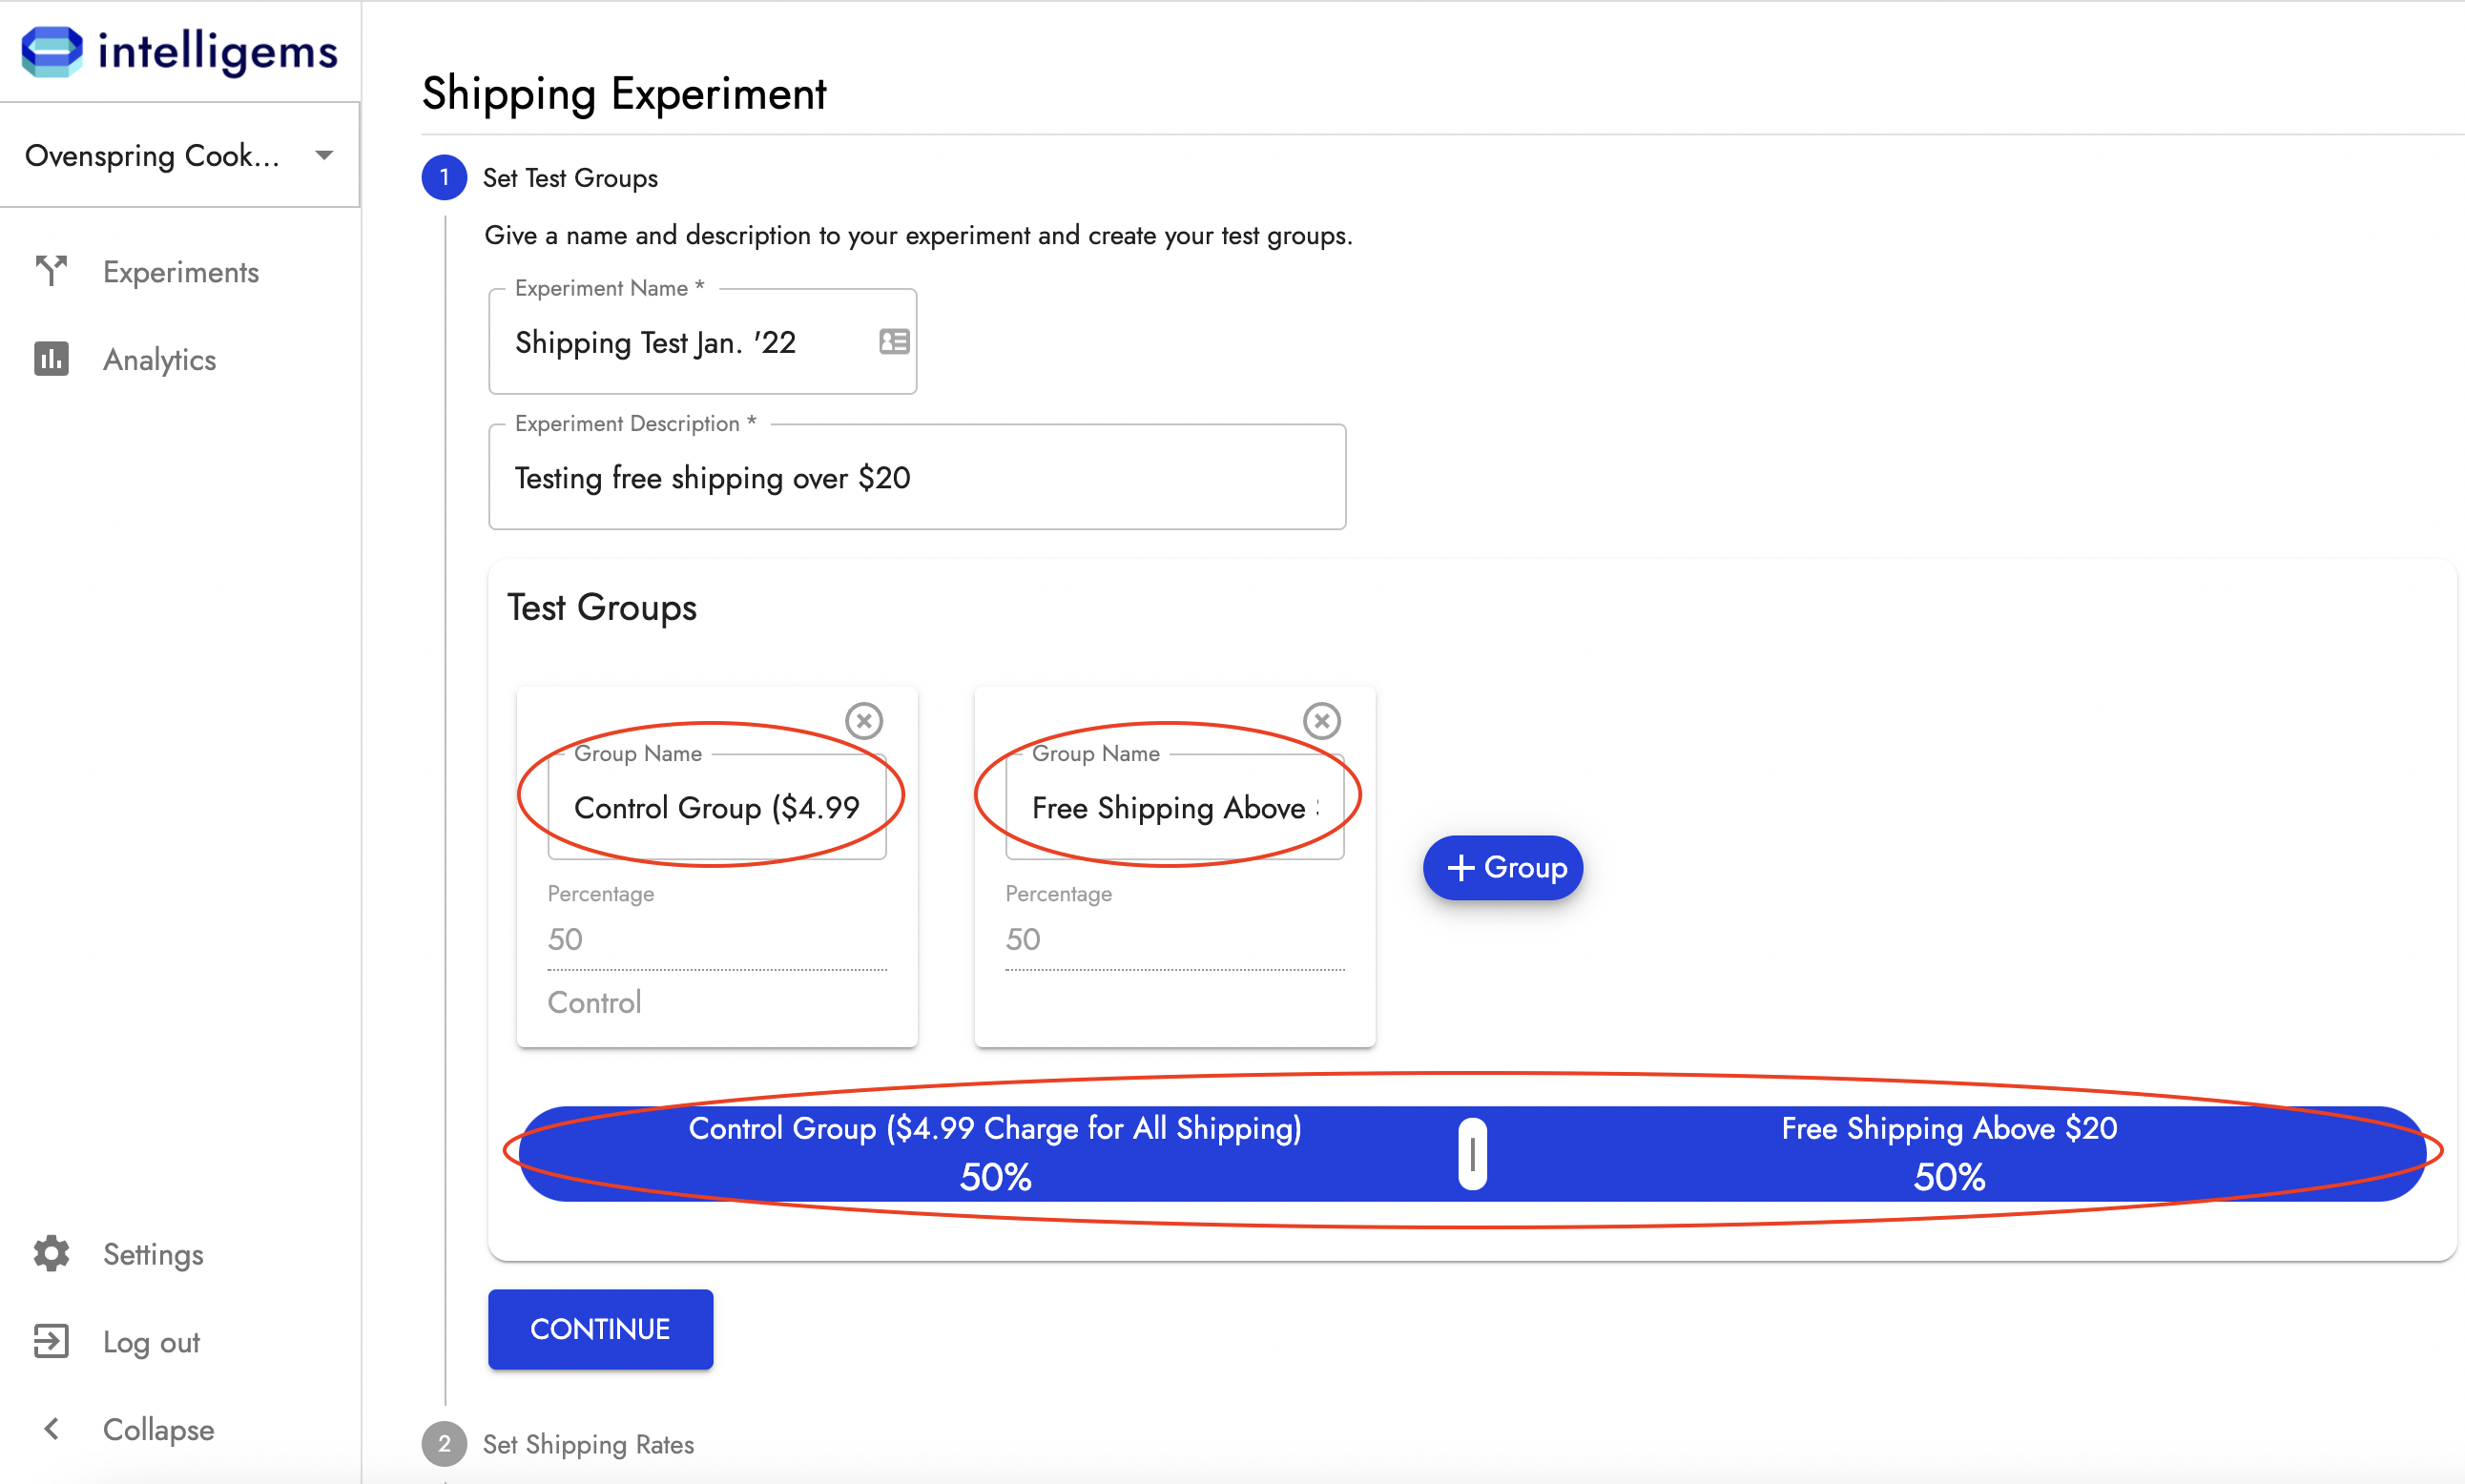 intelligems
Ovenspring Cook...
Experiments
Analytics
Settings
Log out
Collapse
Shipping Experiment
1 Set Test Groups
Give a name and description to your experiment and create your test groups.
Experiment Name *
Shipping Test Jan. '22
Experiment Description *
Testing free shipping over $20
Test Groups
Group Name
Control Group ($4.99
Percentage
50
Control
Group Name
Free Shipping Above
Percentage
50
+ Group
Control Group ($4.99 Charge for All Shipping)
50%
Free Shipping Above $20
50%
CONTINUE
2 Set Shipping Rates